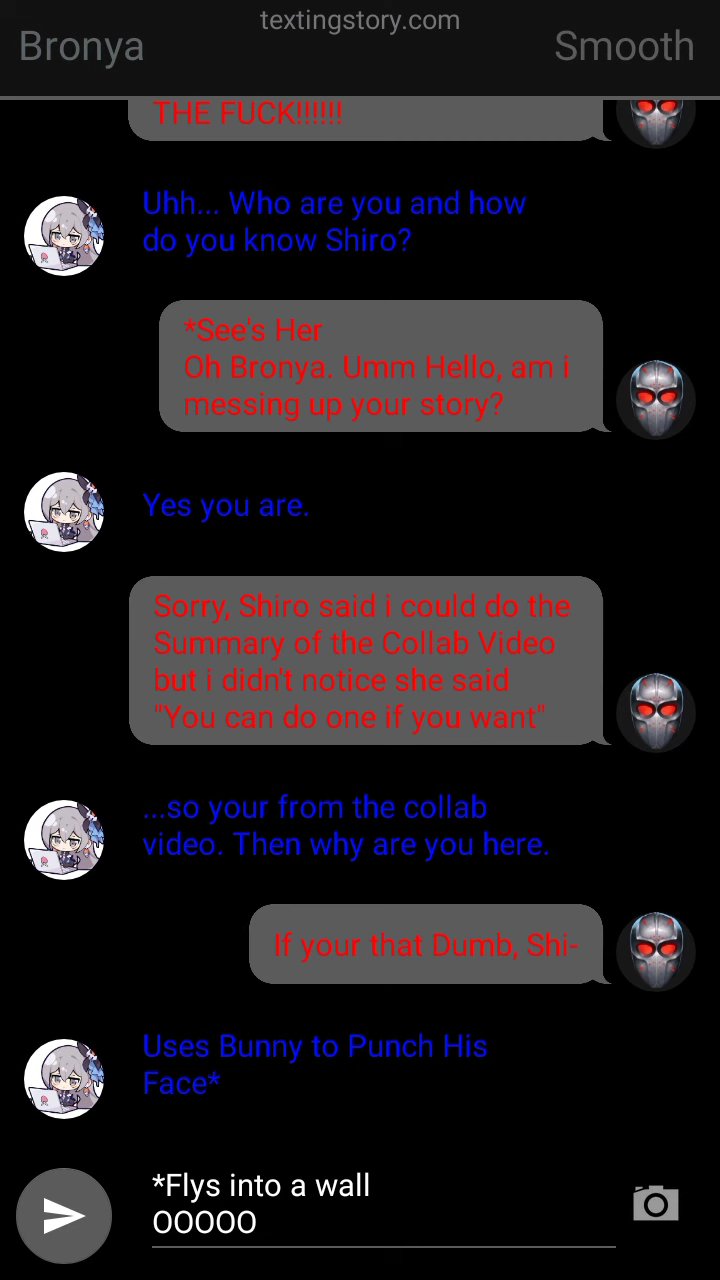 textingstory.com
Bronya
Smooth
THE FUCK!!!!!!
Uhh... Who are you and how
do you know Shiro?
*See's Her
Oh Bronya. Umm Hello, am i
messing up your story?
Yes you are.
Sorry, Shiro said i could do the
Summary of the Collab Video
but i didn't notice she said
"You can do one if you want"
...so your from the collab
video. Then why are you here.
If your that Dumb, Shi-
Uses Bunny to Punch His
Face*
*Flys into a wall
OOOOO